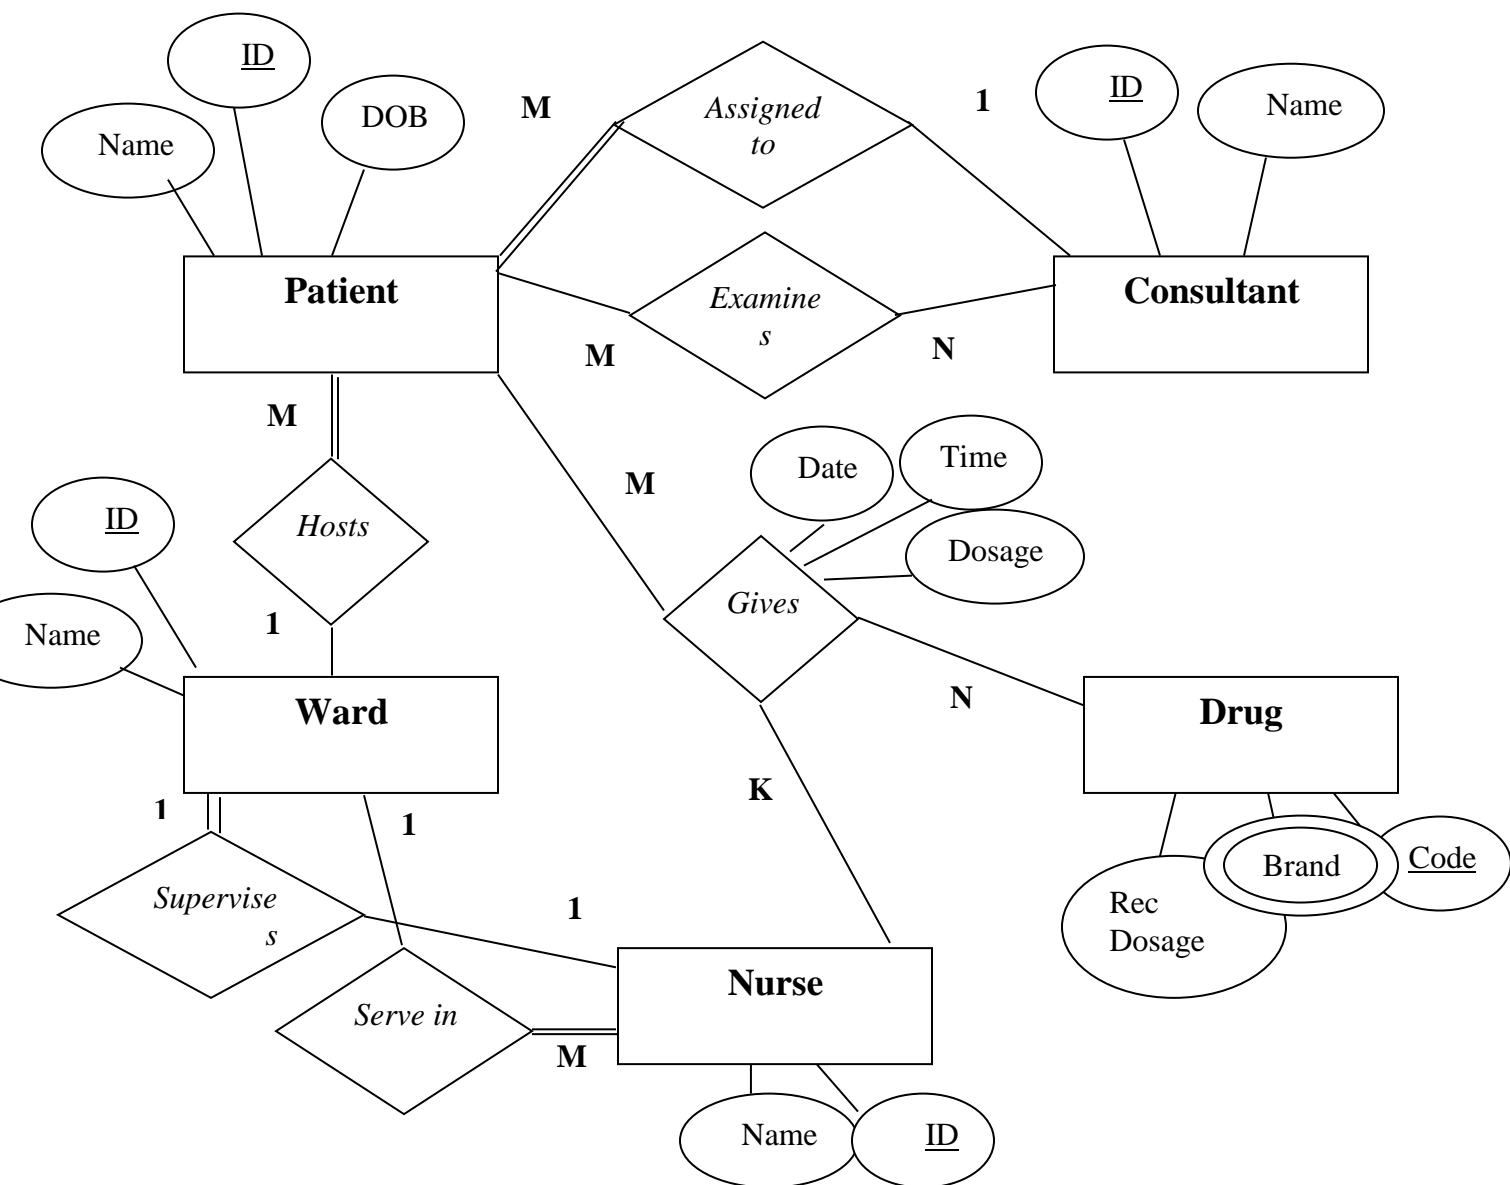 ID
Name
DOB
M
Assigned
to
1
ID
Name
Patient
Examine
s
Consultant
M
N
M
Hosts
1
ID
Name
M
Date
Time
Dosage
Gives
N
K
Ward
Drug
1
1
Supervise
s
1
Serve in
M
Nurse
Rec
Dosage
Brand
Code
Name
ID